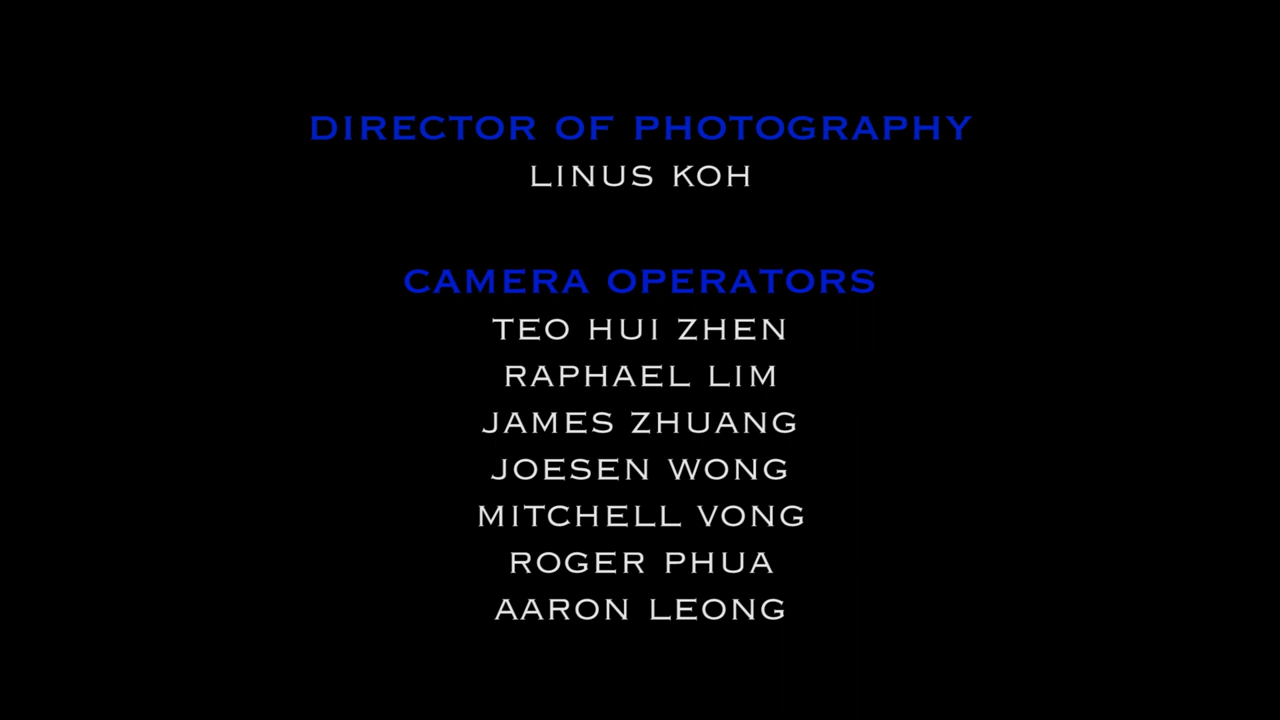 DIRECTOR OF PHOTOGRAPHY
LINUS KOH
CAMERA OPERATORS
TEO HUI ZHEN
RAPHAEL LIM
JAMES ZHUANG
JOESEN WONG
MITCHELL VONG
ROGER PHUA
AARON LEONG